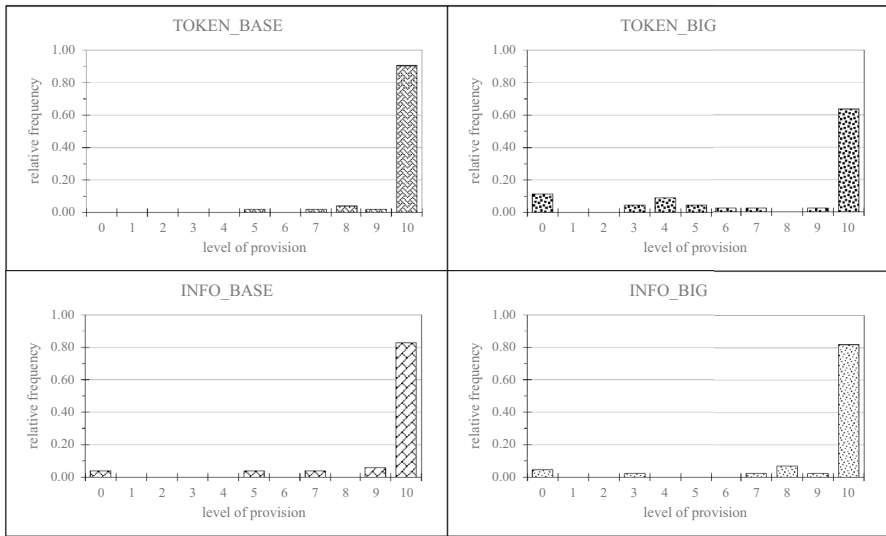 TOKEN_BASE
relative frequency
1.00
0.80
0.60
0.40
0.20
0.00
0 1 2 3 4 5 6 7 8 9 10
level of provision
TOKEN_BIG
relative frequency
1.00
0.80
0.60
0.40
0.20
0.00
0 1 2 3 4 5 6 7 8 9 10
level of provision
INFO_BASE
relative frequency
1.00
0.80
0.60
0.40
0.20
0.00
0 1 2 3 4 5 6 7 8 9 10
level of provision
INFO_BIG
relative frequency
1.00
0.80
0.60
0.40
0.20
0.00
0 1 2 3 4 5 6 7 8 9 10
level of provision